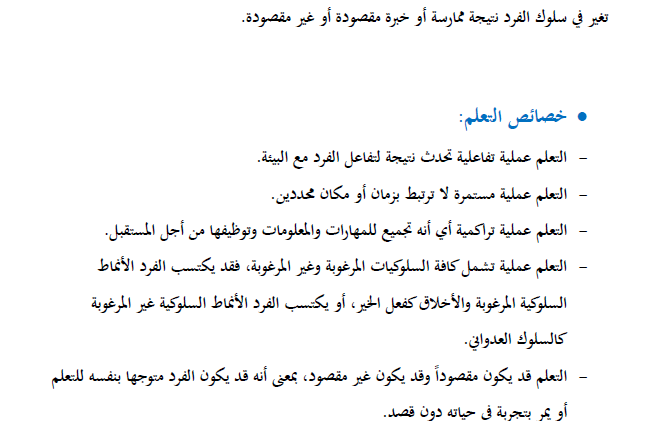 تغير في سلوك الفرد نتيجة ممارسة أو خبرة مقصودة أو غير مقصودة.
• خصائص التعلم:
- التعلم عملية تفاعلية تحدث نتيجة لتفاعل الفرد مع البيئة.
- التعلم عملية مستمرة لا ترتبط بزمان أو مكان محددين.
- التعلم عملية تراكمية أي أنه تجميع للمهارات والمعلومات وتوظيفها من أجل المستقبل.
- التعلم عملية تشمل كافة السلوكيات المرغوبة وغير المرغوبة، فقد يكتسب الفرد الأنماط
السلوكية المرغوبة والأخلاق كفعل الخير، أو يكتسب الفرد الأنماط السلوكية غير المرغوبة
كالسلوك العدواني.
- التعلم قد يكون مقصوداً وقد يكون غير مقصود، بمعنى أنه قد يكون الفرد متوجها بنفسه للتعلم
أو يمر بتجربة في حياته دون قصد.